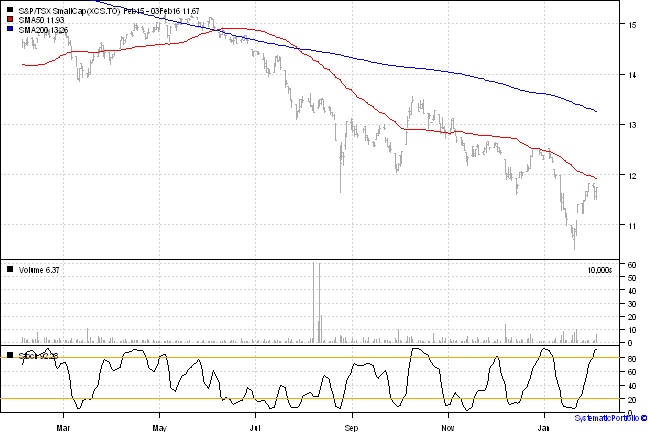 S&P/TSX SmallCap(XCS.TO) Feb15 - 03Feb16 11.67
SMA50 11.93
SMA200 13.26
15
14
13
12
11
Volume 6.37
10,000s
60
50
40
30
20
10
0
80
60
40
20
0
Mar
May
Jul
Sep
Nov
Jan
SystematicPortfolio ©